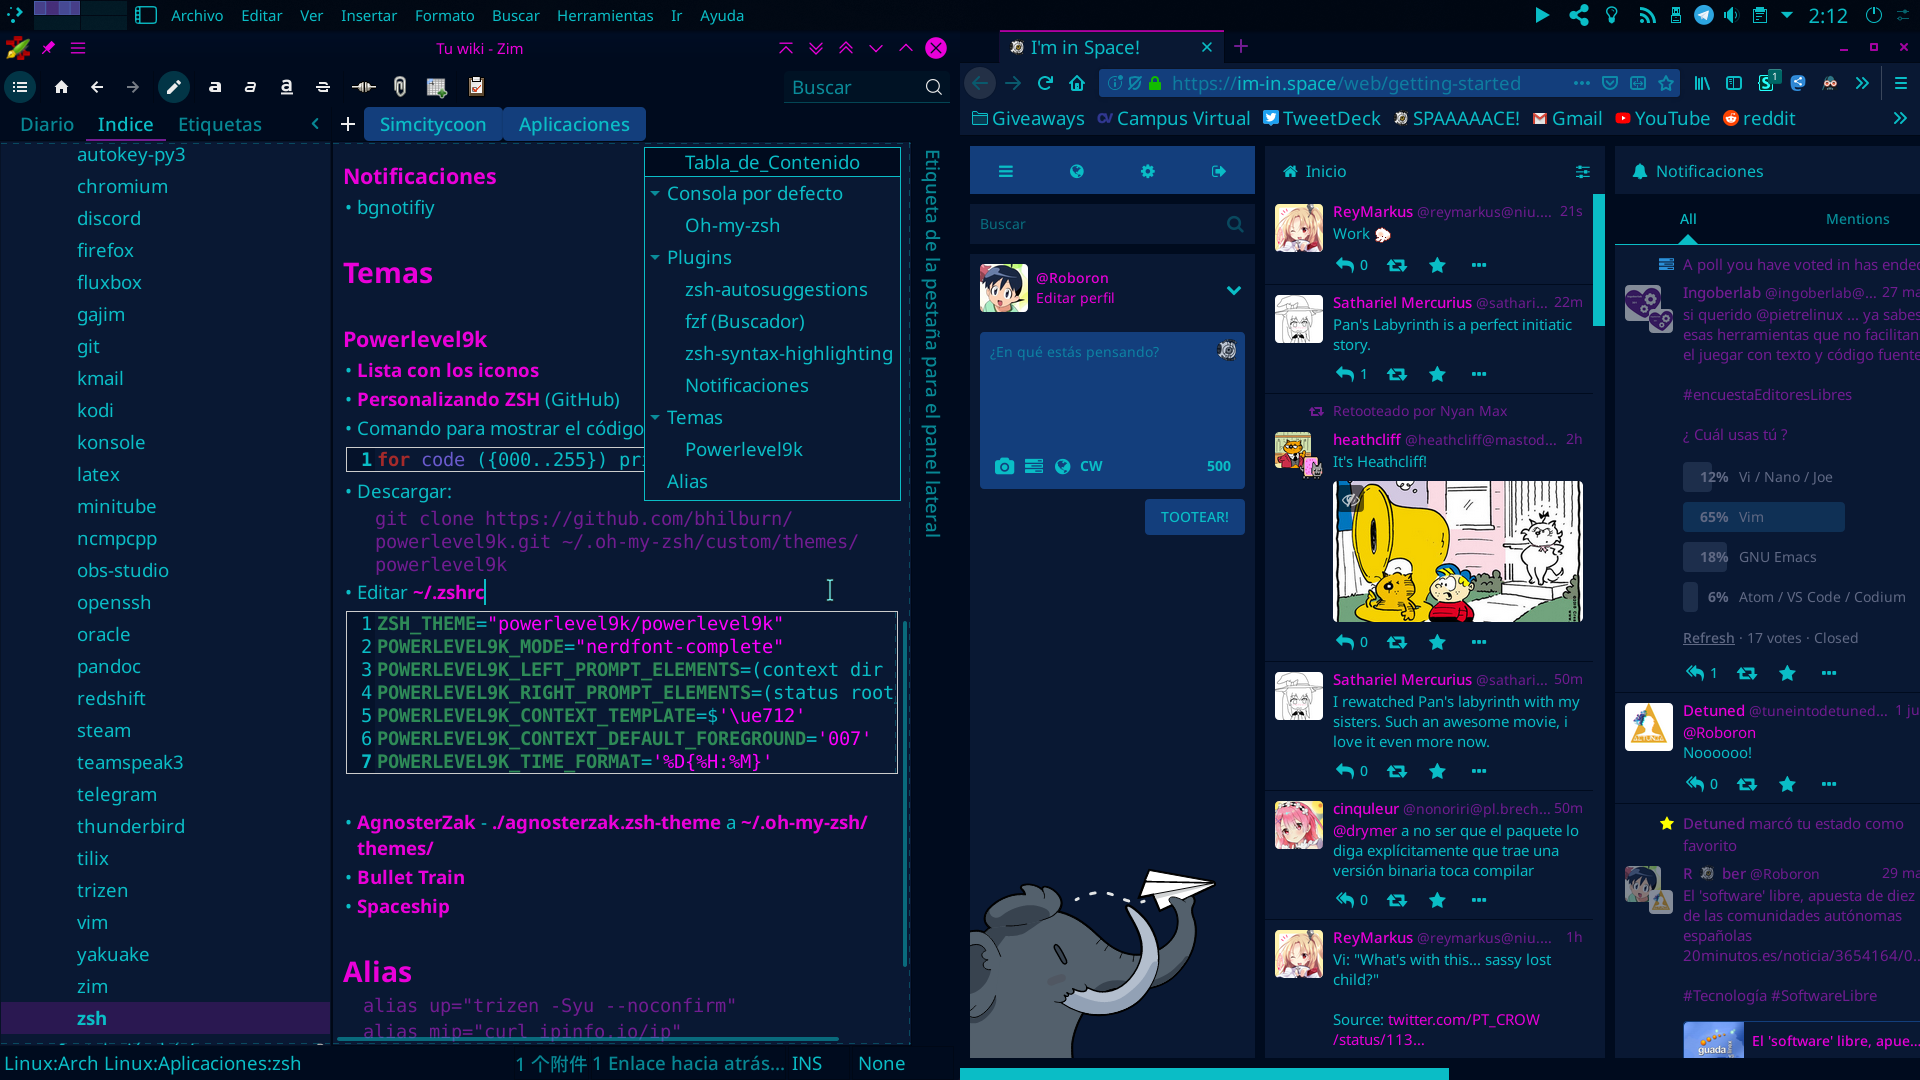 Archivo Editar Ver Insertar Formato Buscar Herramientas Ir Ayuda
2:12
Tu wiki - Zim
Buscar
Diario Indice Etiquetas
Simcitycoon Aplicaciones
autokey-py3
chromium
discord
firefox
fluxbox
gajim
git
kmail
kodi
konsole
latex
minitube
ncmpcpp
obs-studio
openssh
oracle
pandoc
redshift
steam
teamspeak3
telegram
thunderbird
tilix
trizen
vim
yakuake
zim
zsh
Notificaciones
• bgnotifiy
Temas
Powerlevel9k
• Lista con los iconos
• Personalizando ZSH (GitHub)
• Comando para mostrar el código
1 for code ({000..255}) pr
• Descargar:
git clone https://github.com/bhilburn/
powerlevel9k.git ~/.oh-my-zsh/custom/themes/
powerlevel9k
• Editar ~/.zshrc
1 ZSH_THEME="powerlevel9k/powerlevel9k"
2 POWERLEVEL9K_MODE="nerdfont-complete"
3 POWERLEVEL9K_LEFT_PROMPT_ELEMENTS=(context dir
4 POWERLEVEL9K_RIGHT_PROMPT_ELEMENTS=(status root
5 POWERLEVEL9K_CONTEXT_TEMPLATE=$'\ue712'
6 POWERLEVEL9K_CONTEXT_DEFAULT_FOREGROUND='007'
7 POWERLEVEL9K_TIME_FORMAT='%D{%H:%M}'
• AgnosterZak - ./agnosterzak.zsh-theme a ~/.oh-my-zsh/
themes/
• Bullet Train
• Spaceship
Alias
alias up="trizen -Syu --noconfirm"
alias mip="curl ipinfo.io/ip"
Tabla_de_Contenido
Consola por defecto
Oh-my-zsh
Plugins
zsh-autosuggestions
fzf (Buscador)
zsh-syntax-highlighting
Notificaciones
Temas
Powerlevel9k
Alias
Etiqueta de la pestaña para el panel lateral
Linux:Arch Linux:Aplicaciones:zsh
1 个附件 1 Enlace hacia atrás... INS None
I'm in Space!
https://im-in.space/web/getting-started
1
Giveaways Campus Virtual TweetDeck SPAAAAACE! Gmail YouTube reddit
Buscar
@Roboron
Editar perfil
¿En qué estás pensando?
CW 500
TOOTEAR!
Inicio
ReyMarkus @reymarkus@niu.... 21s
Work
0
Sathariel Mercurius @sathari... 22m
Pan's Labyrinth is a perfect initiatic
story.
1
Retooteado por Nyan Max
heathcliff @heathcliff@mastod... 2h
It's Heathcliff!
0
Sathariel Mercurius @sathari... 50m
I rewatched Pan's labyrinth with my
sisters. Such an awesome movie, i
love it even more now.
0
cinquleur @nonoriri@pl.brech... 50m
@drymer a no ser que el paquete lo
diga explícitamente que trae una
versión binaria toca compilar
0
ReyMarkus @reymarkus@niu.... 1h
Vi: "What's with this... sassy lost
child?"
Source: twitter.com/PT_CROW
/status/113...
Notificaciones
All Mentions
A poll you have voted in has ended
Ingoberlab @ingoberlab@... 27 ma
si querido @pietrelinux ... ya sabes
esas herramientas que no facilitan
el juegar con texto y código fuente
#encuestaEditoresLibres
¿ Cuál usas tú ?
12% Vi / Nano / Joe
65% Vim
18% GNU Emacs
6% Atom / VS Code / Codium
Refresh · 17 votes · Closed
1
Detuned @tuneintodetuned... 1 ju
@Roboron
Noooooo!
0
Detuned marcó tu estado como
favorito
R ber @Roboron 29 ma
El 'software' libre, apuesta de diez
de las comunidades autónomas
españolas
20minutos.es/noticia/3654164/0...
#Tecnología #SoftwareLibre
guada
El 'software' libre, apue...